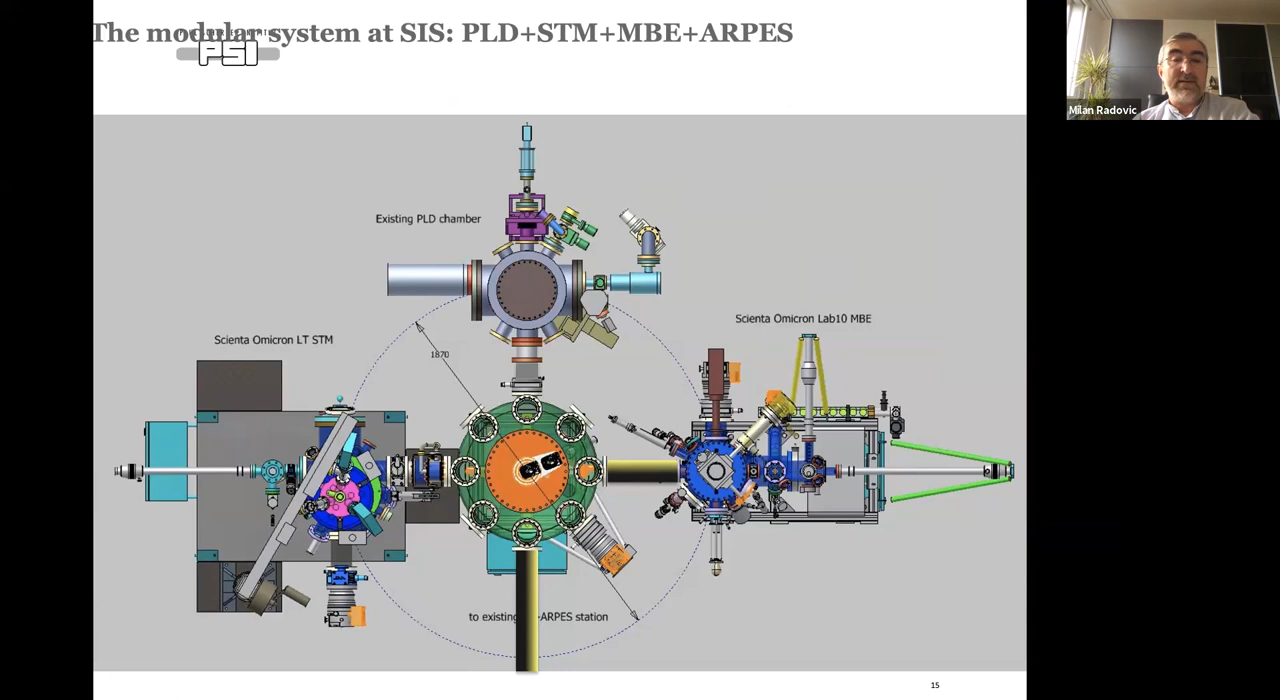 The modular system at SIS: PLD+STM+MBE+ARPES
PSI
Milan Radovic
Existing PLD chamber
Scienta Omicron Lab10 MBE
Scienta Omicron LT STM
1870
to existing -ARPES station
15